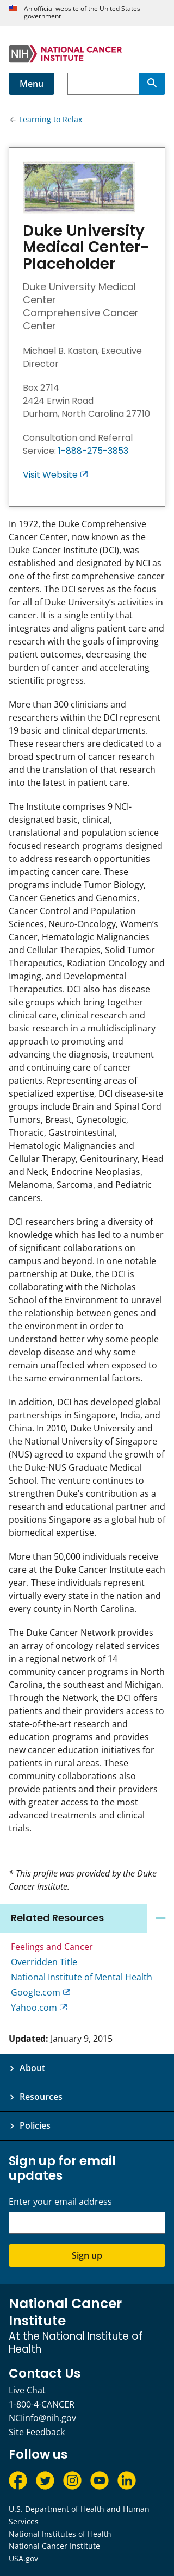 An official website of the United States
government
NIH NATIONAL CANCER
INSTITUTE
Menu
Learning to Relax
Duke University
Medical Center-
Placeholder
Duke University Medical
Center
Comprehensive Cancer
Center
Michael B. Kastan, Executive
Director
Box 2714
2424 Erwin Road
Durham, North Carolina 27710
Consultation and Referral
Service: 1-888-275-3853
Visit Website
In 1972, the Duke Comprehensive
Cancer Center, now known as the
Duke Cancer Institute (DCI), was
established and designated by NCI as
one of the first comprehensive cancer
centers. The DCI serves as the focus
for all of Duke University’s activities in
cancer. It is a single entity that
integrates and aligns patient care and
research with the goals of improving
patient outcomes, decreasing the
burden of cancer and accelerating
scientific progress.
More than 300 clinicians and
researchers within the DCI represent
19 basic and clinical departments.
These researchers are dedicated to a
broad spectrum of cancer research
and the translation of that research
into the latest in patient care.
The Institute comprises 9 NCI-
designated basic, clinical,
translational and population science
focused research programs designed
to address research opportunities
impacting cancer care. These
programs include Tumor Biology,
Cancer Genetics and Genomics,
Cancer Control and Population
Sciences, Neuro-Oncology, Women’s
Cancer, Hematologic Malignancies
and Cellular Therapies, Solid Tumor
Therapeutics, Radiation Oncology and
Imaging, and Developmental
Therapeutics. DCI also has disease
site groups which bring together
clinical care, clinical research and
basic research in a multidisciplinary
approach to promoting and
advancing the diagnosis, treatment
and continuing care of cancer
patients. Representing areas of
specialized expertise, DCI disease-site
groups include Brain and Spinal Cord
Tumors, Breast, Gynecologic,
Thoracic, Gastrointestinal,
Hematologic Malignancies and
Cellular Therapy, Genitourinary, Head
and Neck, Endocrine Neoplasias,
Melanoma, Sarcoma, and Pediatric
cancers.
DCI researchers bring a diversity of
knowledge which has led to a number
of significant collaborations on
campus and beyond. In one notable
partnership at Duke, the DCI is
collaborating with the Nicholas
School of the Environment to unravel
the relationship between genes and
the environment in order to
understand better why some people
develop disease and why some
remain unaffected when exposed to
the same environmental factors.
In addition, DCI has developed global
partnerships in Singapore, India, and
China. In 2010, Duke University and
the National University of Singapore
(NUS) agreed to expand the growth of
the Duke-NUS Graduate Medical
School. The venture continues to
strengthen Duke’s contribution as a
research and educational partner and
positions Singapore as a global hub of
biomedical expertise.
More than 50,000 individuals receive
care at the Duke Cancer Institute each
year. These individuals represent
virtually every state in the nation and
every county in North Carolina.
The Duke Cancer Network provides
an array of oncology related services
in a regional network of 14
community cancer programs in North
Carolina, the southeast and Michigan.
Through the Network, the DCI offers
patients and their providers access to
state-of-the-art research and
education programs and provides
new cancer education initiatives for
patients in rural areas. These
community collaborations also
provide patients and their providers
with greater access to the most
advanced treatments and clinical
trials.
* This profile was provided by the Duke
Cancer Institute.
Related Resources
Feelings and Cancer
Overridden Title
National Institute of Mental Health
Google.com
Yahoo.com
Updated: January 9, 2015
About
Resources
Policies
Sign up for email
updates
Enter your email address
Sign up
National Cancer
Institute
At the National Institute of
Health
Contact Us
Live Chat
1-800-4-CANCER
NCIinfo@nih.gov
Site Feedback
Follow us
U.S. Department of Health and Human
Services
National Institutes of Health
National Cancer Institute
USA.gov